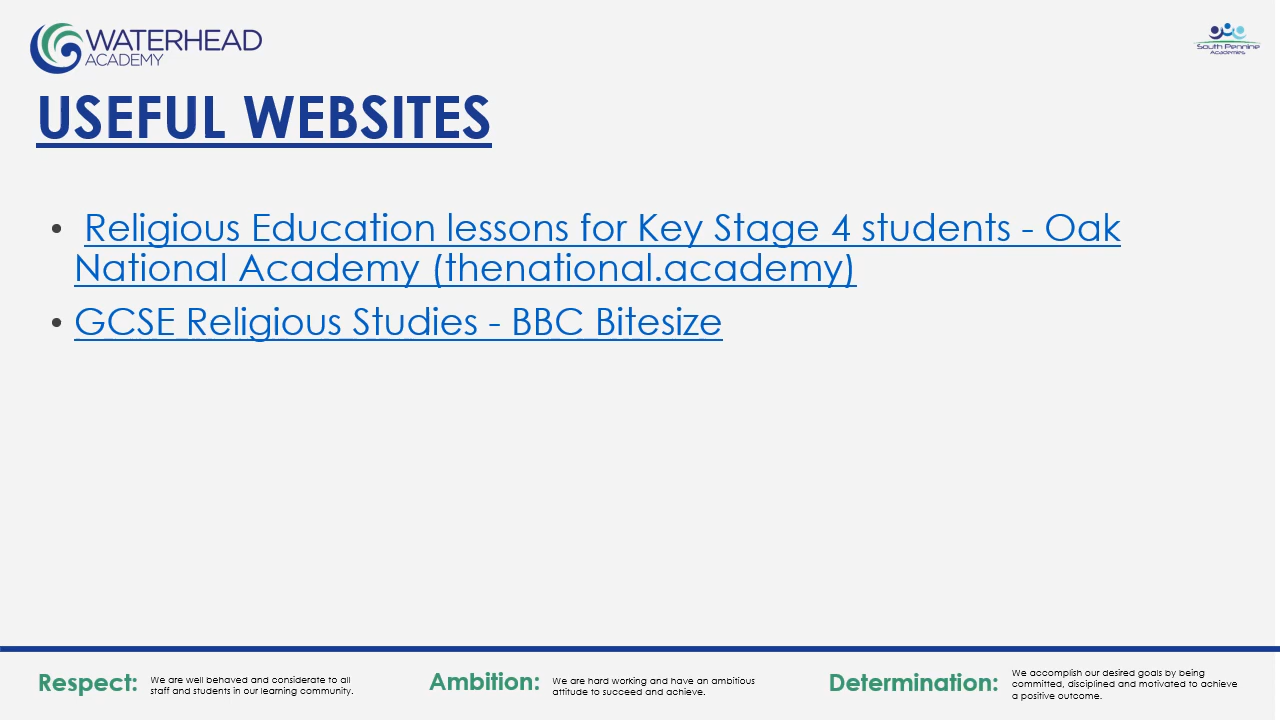 WATERHEAD
ACADEMY
South Pennine
Academies
USEFUL WEBSITES
• Religious Education lessons for Key Stage 4 students - Oak
National Academy (thenational.academy)
• GCSE Religious Studies - BBC Bitesize
Respect:
We are well behaved and considerate to all
staff and students in our learning community.
Ambition:
We are hard working and have an ambitious
attitude to succeed and achieve.
Determination:
We accomplish our desired goals by being
committed, disciplined and motivated to achieve
a positive outcome.